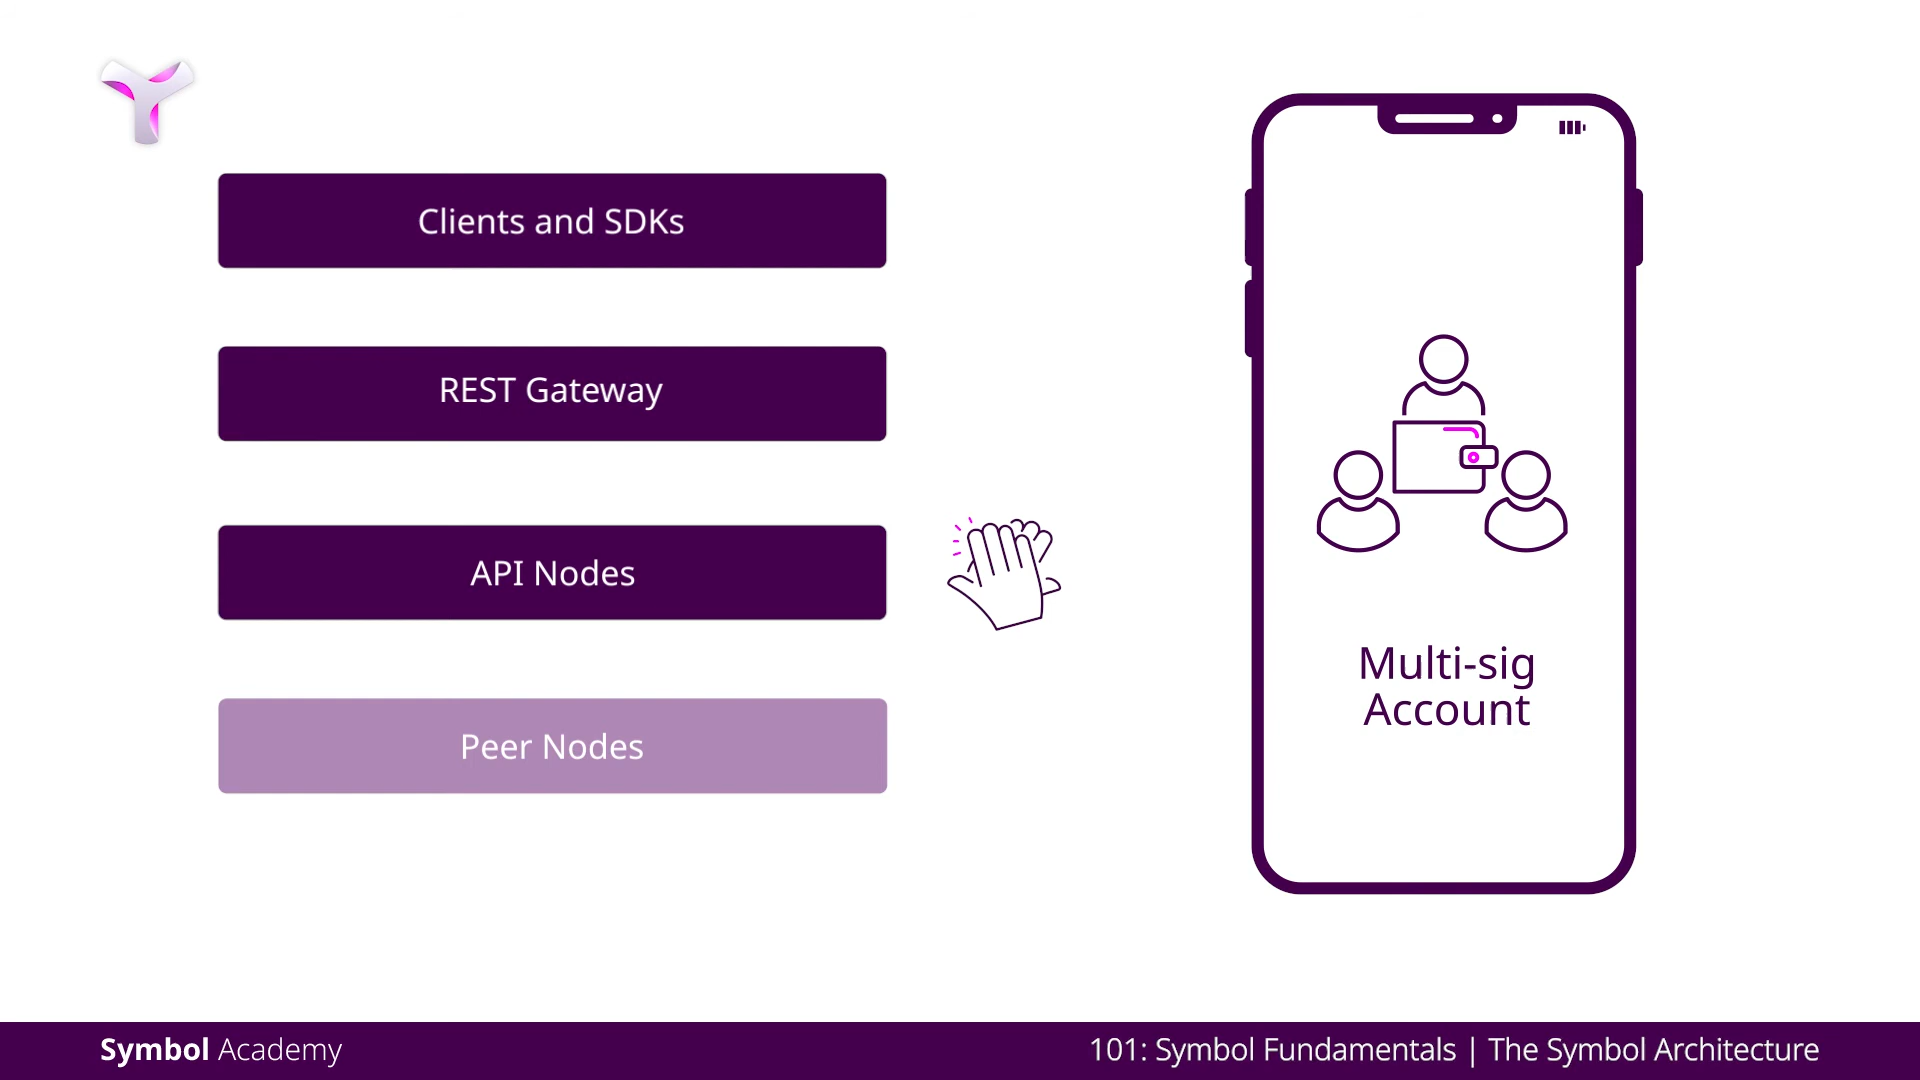 Clients and SDKs
REST Gateway
API Nodes
Peer Nodes
Multi-sig
Account
Symbol Academy
101: Symbol Fundamentals | The Symbol Architecture